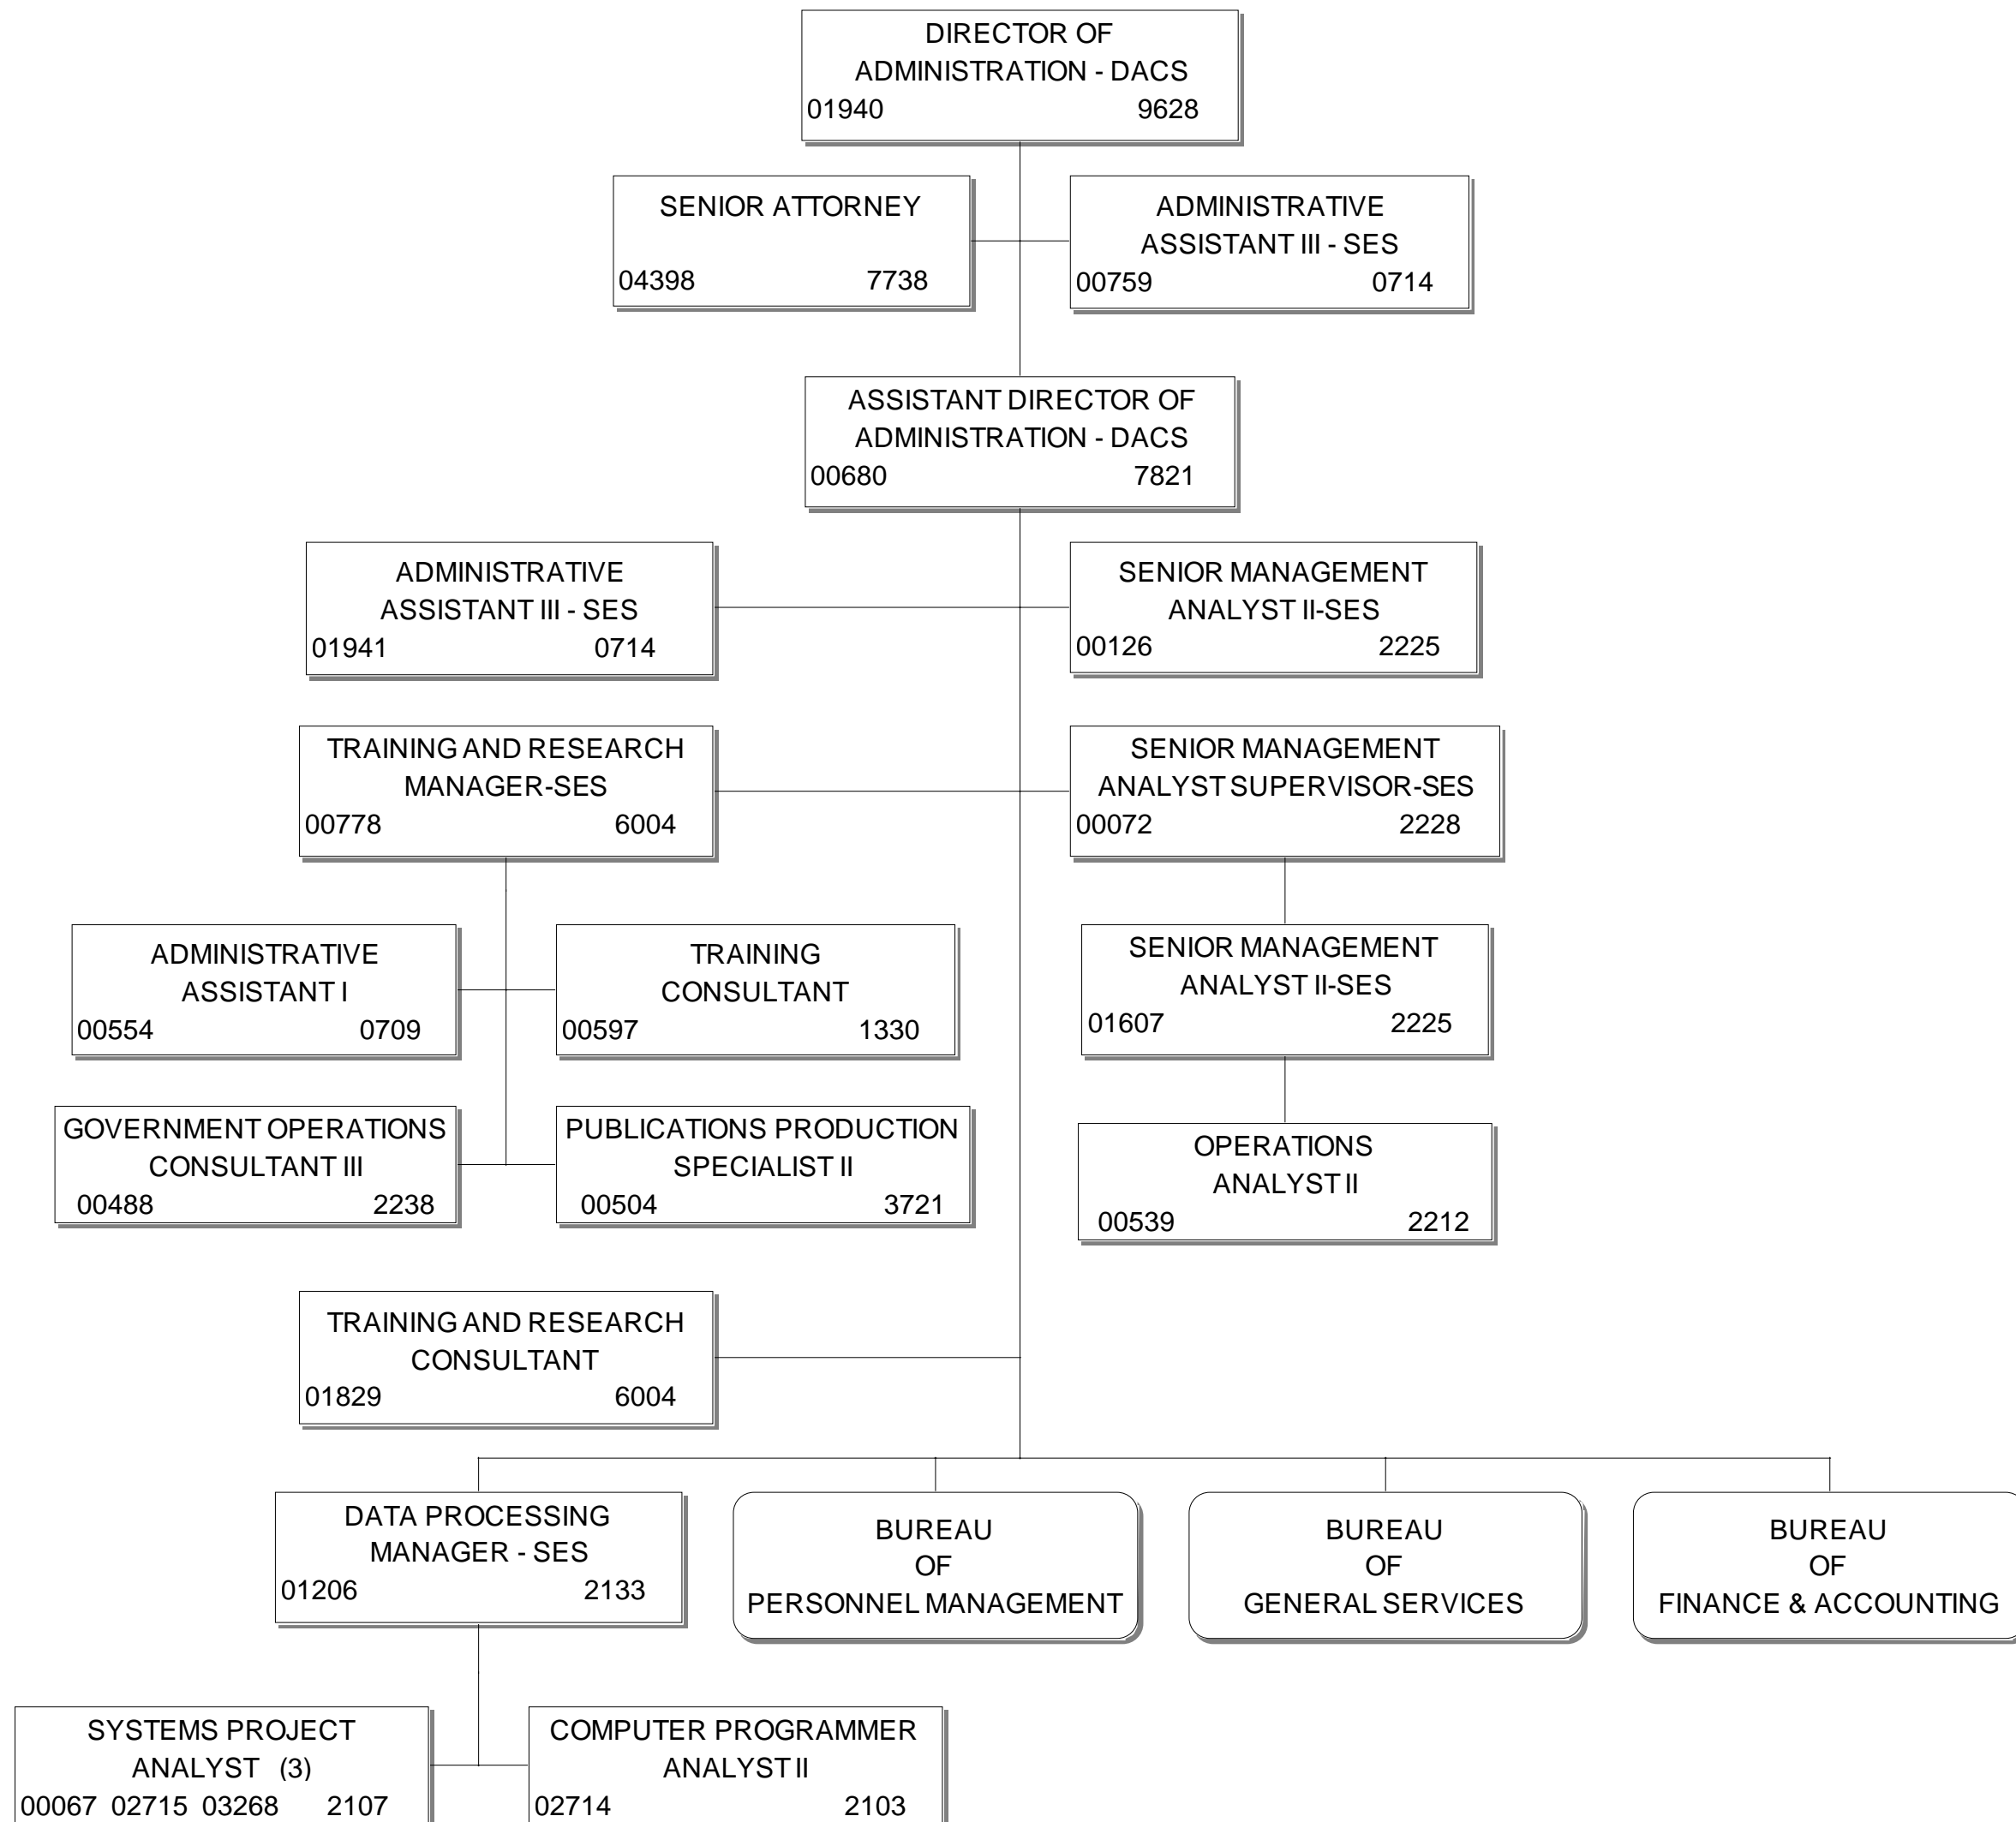 DIRECTOR OF
ADMINISTRATION - DACS
01940 9628
SENIOR ATTORNEY
04398 7738
ADMINISTRATIVE
ASSISTANT III - SES
00759 0714
ASSISTANT DIRECTOR OF
ADMINISTRATION - DACS
00680 7821
ADMINISTRATIVE
ASSISTANT III - SES
01941 0714
SENIOR MANAGEMENT
ANALYST II-SES
00126 2225
TRAINING AND RESEARCH
MANAGER-SES
00778 6004
SENIOR MANAGEMENT
ANALYST SUPERVISOR-SES
00072 2228
ADMINISTRATIVE
ASSISTANT I
00554 0709
TRAINING
CONSULTANT
00597 1330
SENIOR MANAGEMENT
ANALYST II-SES
01607 2225
GOVERNMENT OPERATIONS
CONSULTANT III
00488 2238
PUBLICATIONS PRODUCTION
SPECIALIST II
00504 3721
OPERATIONS
ANALYST II
00539 2212
TRAINING AND RESEARCH
CONSULTANT
01829 6004
DATA PROCESSING
MANAGER - SES
01206 2133
BUREAU
OF
PERSONNEL MANAGEMENT
BUREAU
OF
GENERAL SERVICES
BUREAU
OF
FINANCE & ACCOUNTING
SYSTEMS PROJECT
ANALYST (3)
00067 02715 03268 2107
COMPUTER PROGRAMMER
ANALYST II
02714 2103